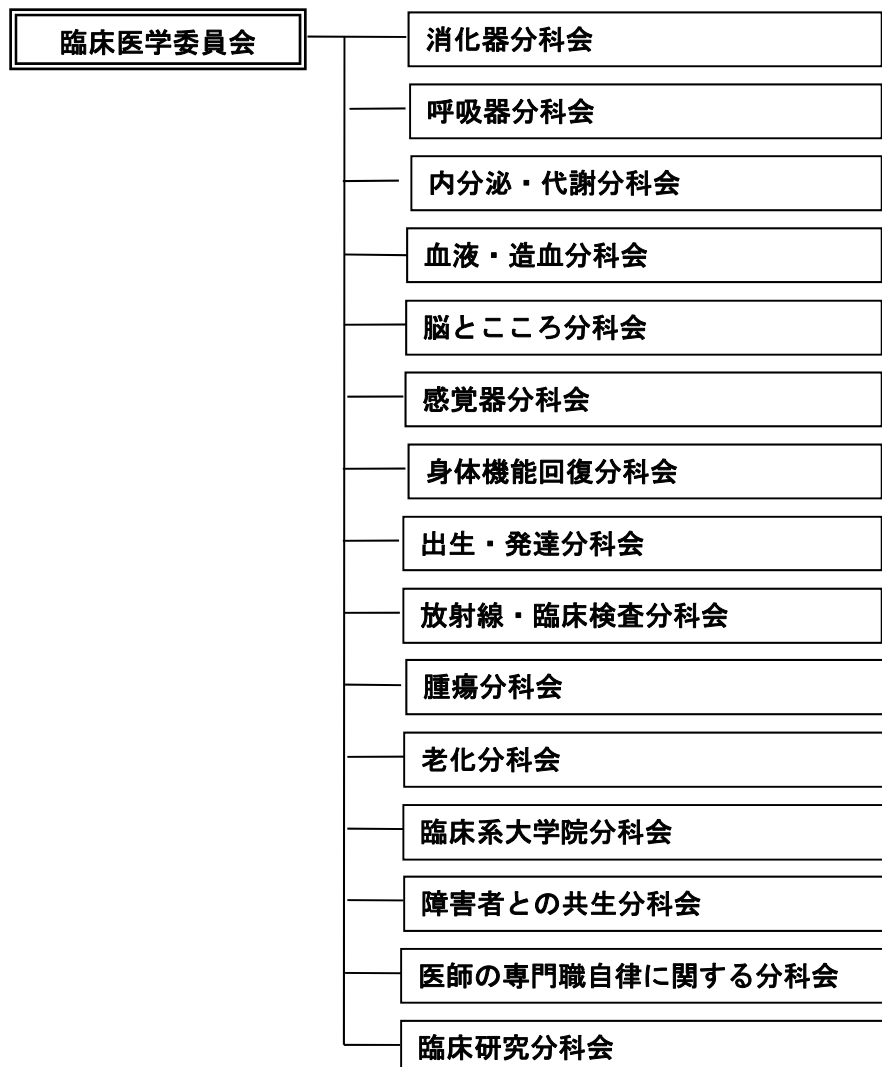 臨床医学委員会
消化器分科会
呼吸器分科会
内分泌・代謝分科会
血液・造血分科会
脳とこころ分科会
感覚器分科会
身体機能回復分科会
出生・発達分科会
放射線・臨床検査分科会
腫瘍分科会
老化分科会
臨床系大学院分科会
障害者との共生分科会
医師の専門職自律に関する分科会
臨床研究分科会